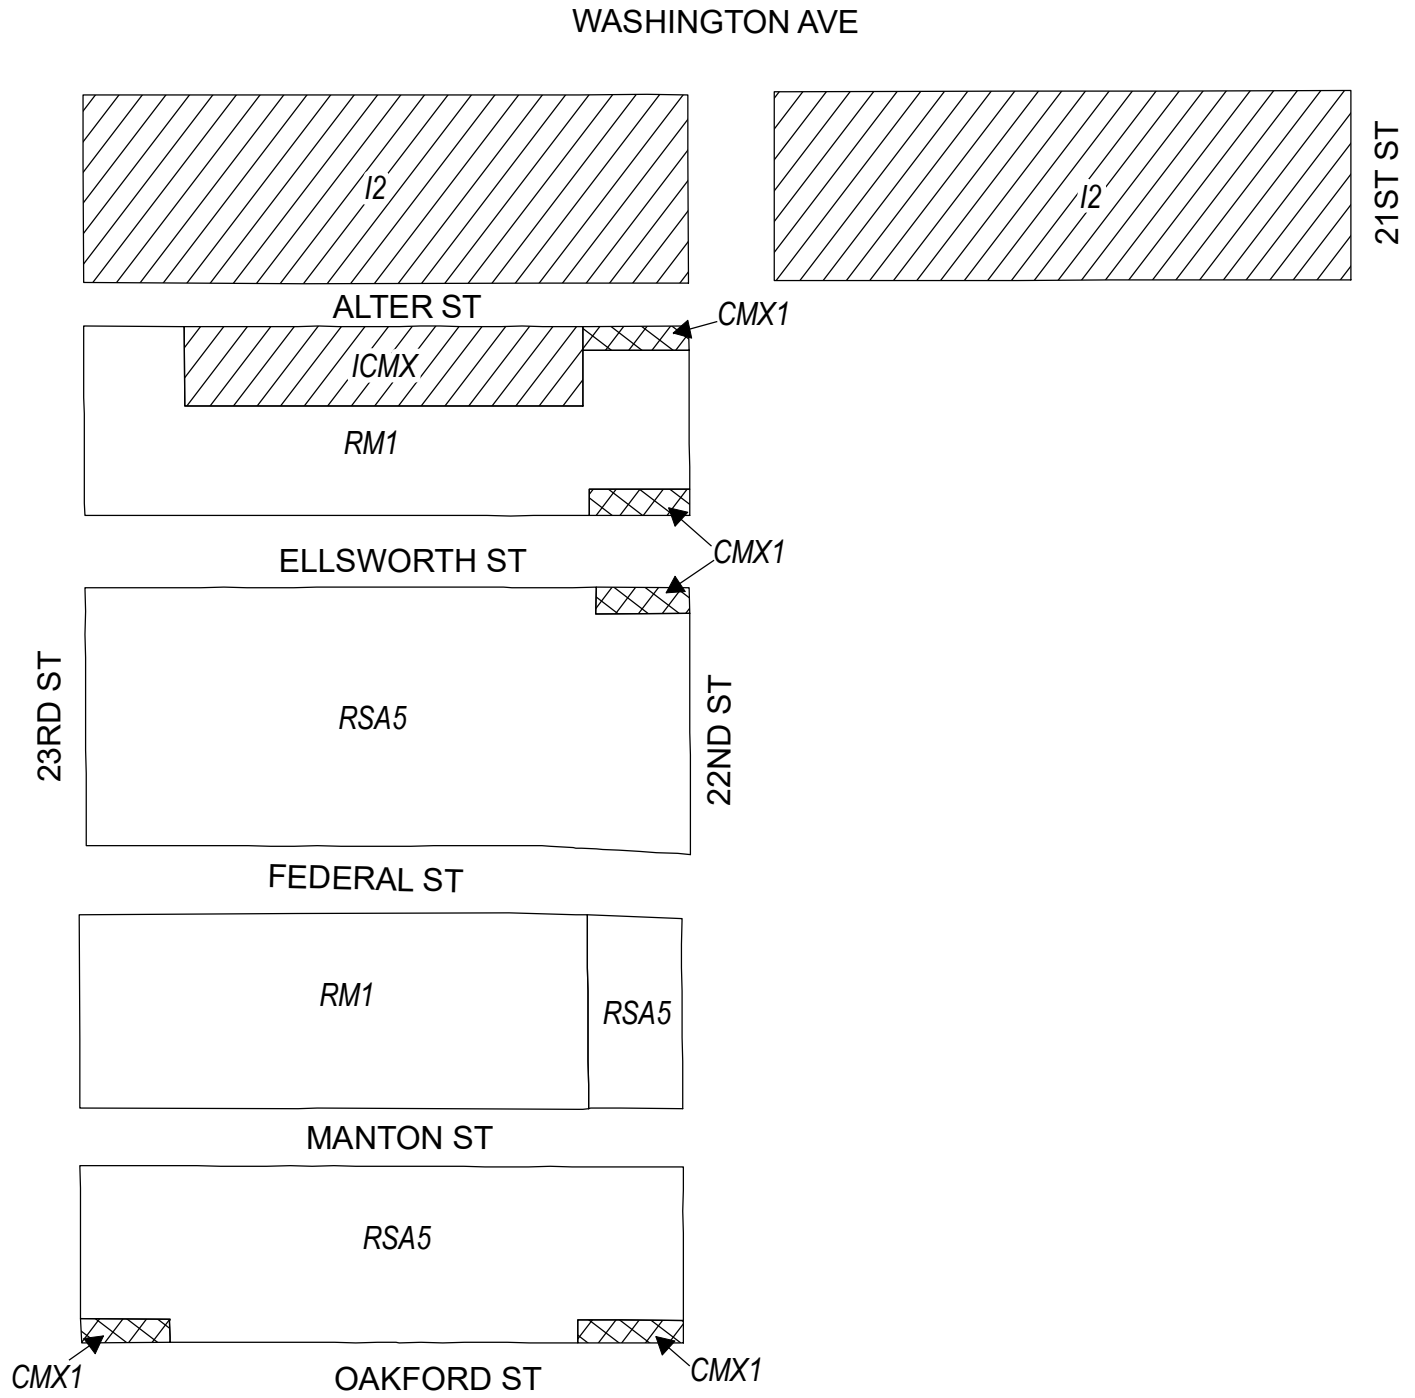 WASHINGTON AVE
I2
I2
21ST ST
ALTER ST
CMX1
ICMX
RM1
ELLSWORTH ST
CMX1
23RD ST
RSA5
22ND ST
FEDERAL ST
RM1
RSA5
MANTON ST
RSA5
CMX1
OAKFORD ST
CMX1